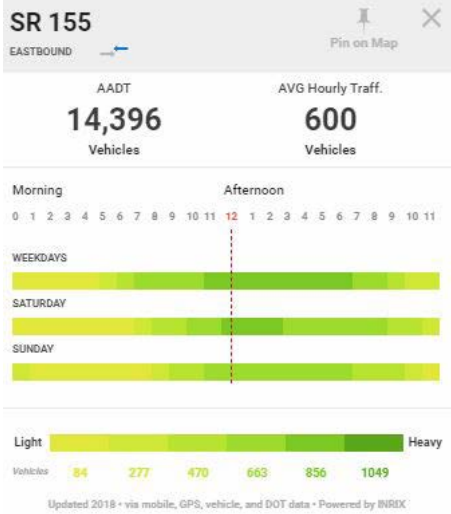 SR 155
Pin on Map
EASTBOUND
AADT AVG Hourly Traff.
14,396 600
Vehicles Vehicles
Morning Afternoon
0 1 2 3 4 5 6 7 8 9 10 11 12 1 2 3 4 5 6 7 8 9 10 11
WEEKDAYS
SATURDAY
SUNDAY
Light Heavy
Vehicles 84 277 470 663 856 1049
Updated 2018 • via mobile, GPS, vehicle, and DOT data • Powered by INRIX